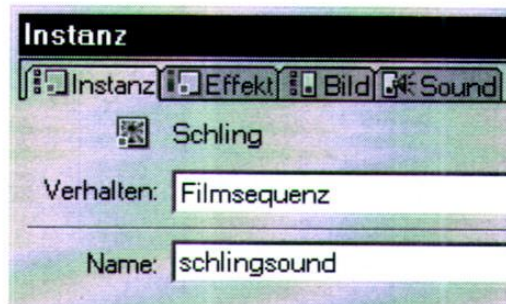 Instanz
Instanz Effekt Bild Sound
Schling
Verhalten: Filmsequenz
Name: schlingsound